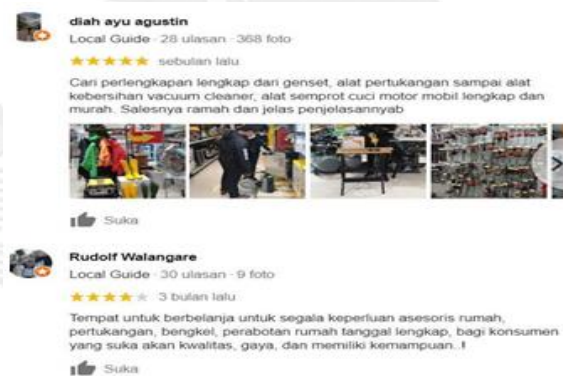 diah ayu agustin
Local Guide · 28 ulasan · 368 foto
sebulan lalu
Cari perlengkapan lengkap dari genset, alat pertukangan sampai alat
kebersihan vacuum cleaner, alat semprot cuci motor mobil lengkap dan
murah. Salesnya ramah dan jelas penjelasannyab
Suka
Rudolf Walangare
Local Guide · 30 ulasan · 9 foto
3 bulan lalu
Tempat untuk berbelanja untuk segala keperluan asesoris rumah,
pertukangan, bengkel, perabotan rumah tanggal lengkap, bagi konsumen
yang suka akan kwalitas, gaya, dan memiliki kemampuan..!
Suka